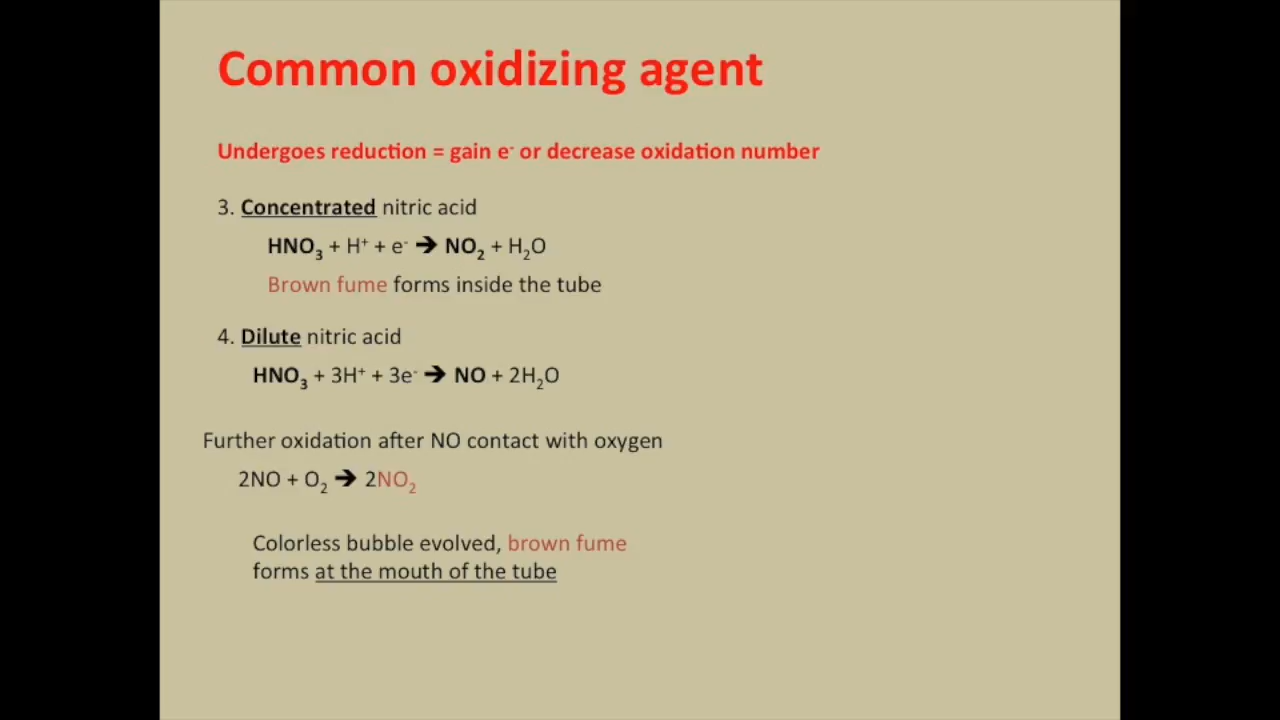 Common oxidizing agent
Undergoes reduction = gain e⁻ or decrease oxidation number
3. Concentrated nitric acid
HNO₃ + H⁺ + e⁻ ➔ NO₂ + H₂O
Brown fume forms inside the tube
4. Dilute nitric acid
HNO₃ + 3H⁺ + 3e⁻ ➔ NO + 2H₂O
Further oxidation after NO contact with oxygen
2NO + O₂ ➔ 2NO₂
Colorless bubble evolved, brown fume
forms at the mouth of the tube